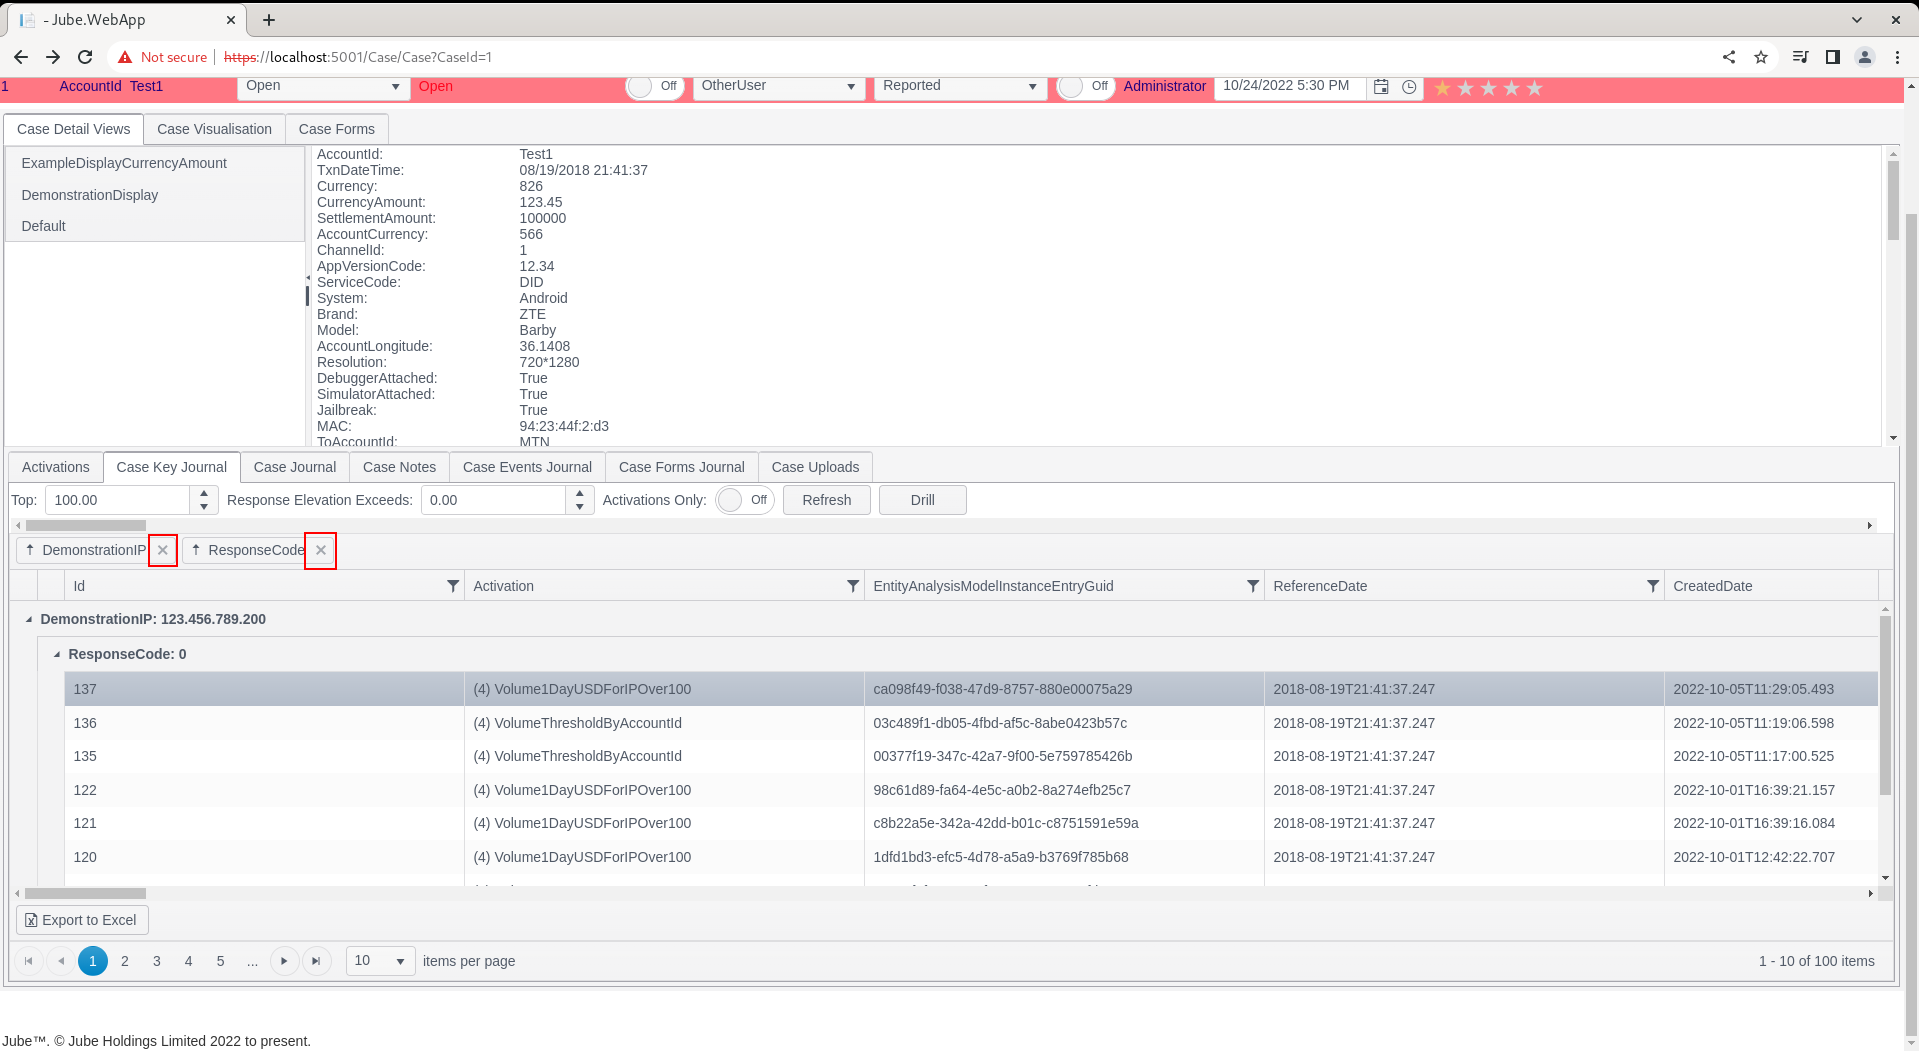 - Jube.WebApp
Not secure https://localhost:5001/Case/Case?CaseId=1
1 AccountId Test1 Open Open Off OtherUser Reported Off Administrator 10/24/2022 5:30 PM
Case Detail Views Case Visualisation Case Forms
ExampleDisplayCurrencyAmount
DemonstrationDisplay
Default
AccountId: Test1
TxnDateTime: 08/19/2018 21:41:37
Currency: 826
CurrencyAmount: 123.45
SettlementAmount: 100000
AccountCurrency: 566
ChannelId: 1
AppVersionCode: 12.34
ServiceCode: DID
System: Android
Brand: ZTE
Model: Barby
AccountLongitude: 36.1408
Resolution: 720*1280
DebuggerAttached: True
SimulatorAttached: True
Jailbreak: True
MAC: 94:23:44f:2:d3
ToAccountId: MTN
Activations Case Key Journal Case Journal Case Notes Case Events Journal Case Forms Journal Case Uploads
Top: 100.00 Response Elevation Exceeds: 0.00 Activations Only: Off Refresh Drill
DemonstrationIP ResponseCode
Id Activation EntityAnalysisModelInstanceEntryGuid ReferenceDate CreatedDate
DemonstrationIP: 123.456.789.200
ResponseCode: 0
137 (4) Volume1DayUSDForIPOver100 ca098f49-f038-47d9-8757-880e00075a29 2018-08-19T21:41:37.247 2022-10-05T11:29:05.493
136 (4) VolumeThresholdByAccountId 03c489f1-db05-4fbd-af5c-8abe0423b57c 2018-08-19T21:41:37.247 2022-10-05T11:19:06.598
135 (4) VolumeThresholdByAccountId 00377f19-347c-42a7-9f00-5e759785426b 2018-08-19T21:41:37.247 2022-10-05T11:17:00.525
122 (4) Volume1DayUSDForIPOver100 98c61d89-fa64-4e5c-a0b2-8a274efb25c7 2018-08-19T21:41:37.247 2022-10-01T16:39:21.157
121 (4) Volume1DayUSDForIPOver100 c8b22a5e-342a-42dd-b01c-c8751591e59a 2018-08-19T21:41:37.247 2022-10-01T16:39:16.084
120 (4) Volume1DayUSDForIPOver100 1dfd1bd3-efc5-4d78-a5a9-b3769f785b68 2018-08-19T21:41:37.247 2022-10-01T12:42:22.707
Export to Excel
1 2 3 4 5 ... 10 items per page 1 - 10 of 100 items
Jube™. © Jube Holdings Limited 2022 to present.